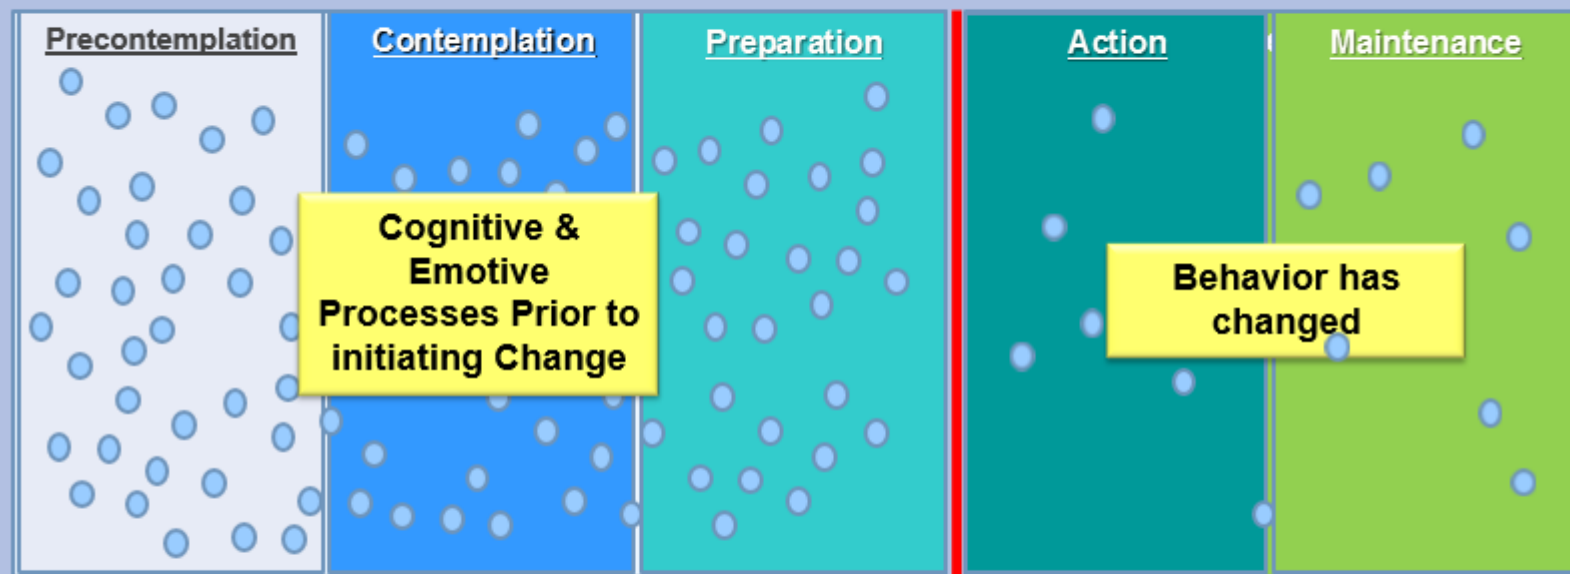 Precontemplation
Contemplation
Preparation
Action
Maintenance
Cognitive &
Emotive
Processes Prior to
initiating Change
Behavior has
changed